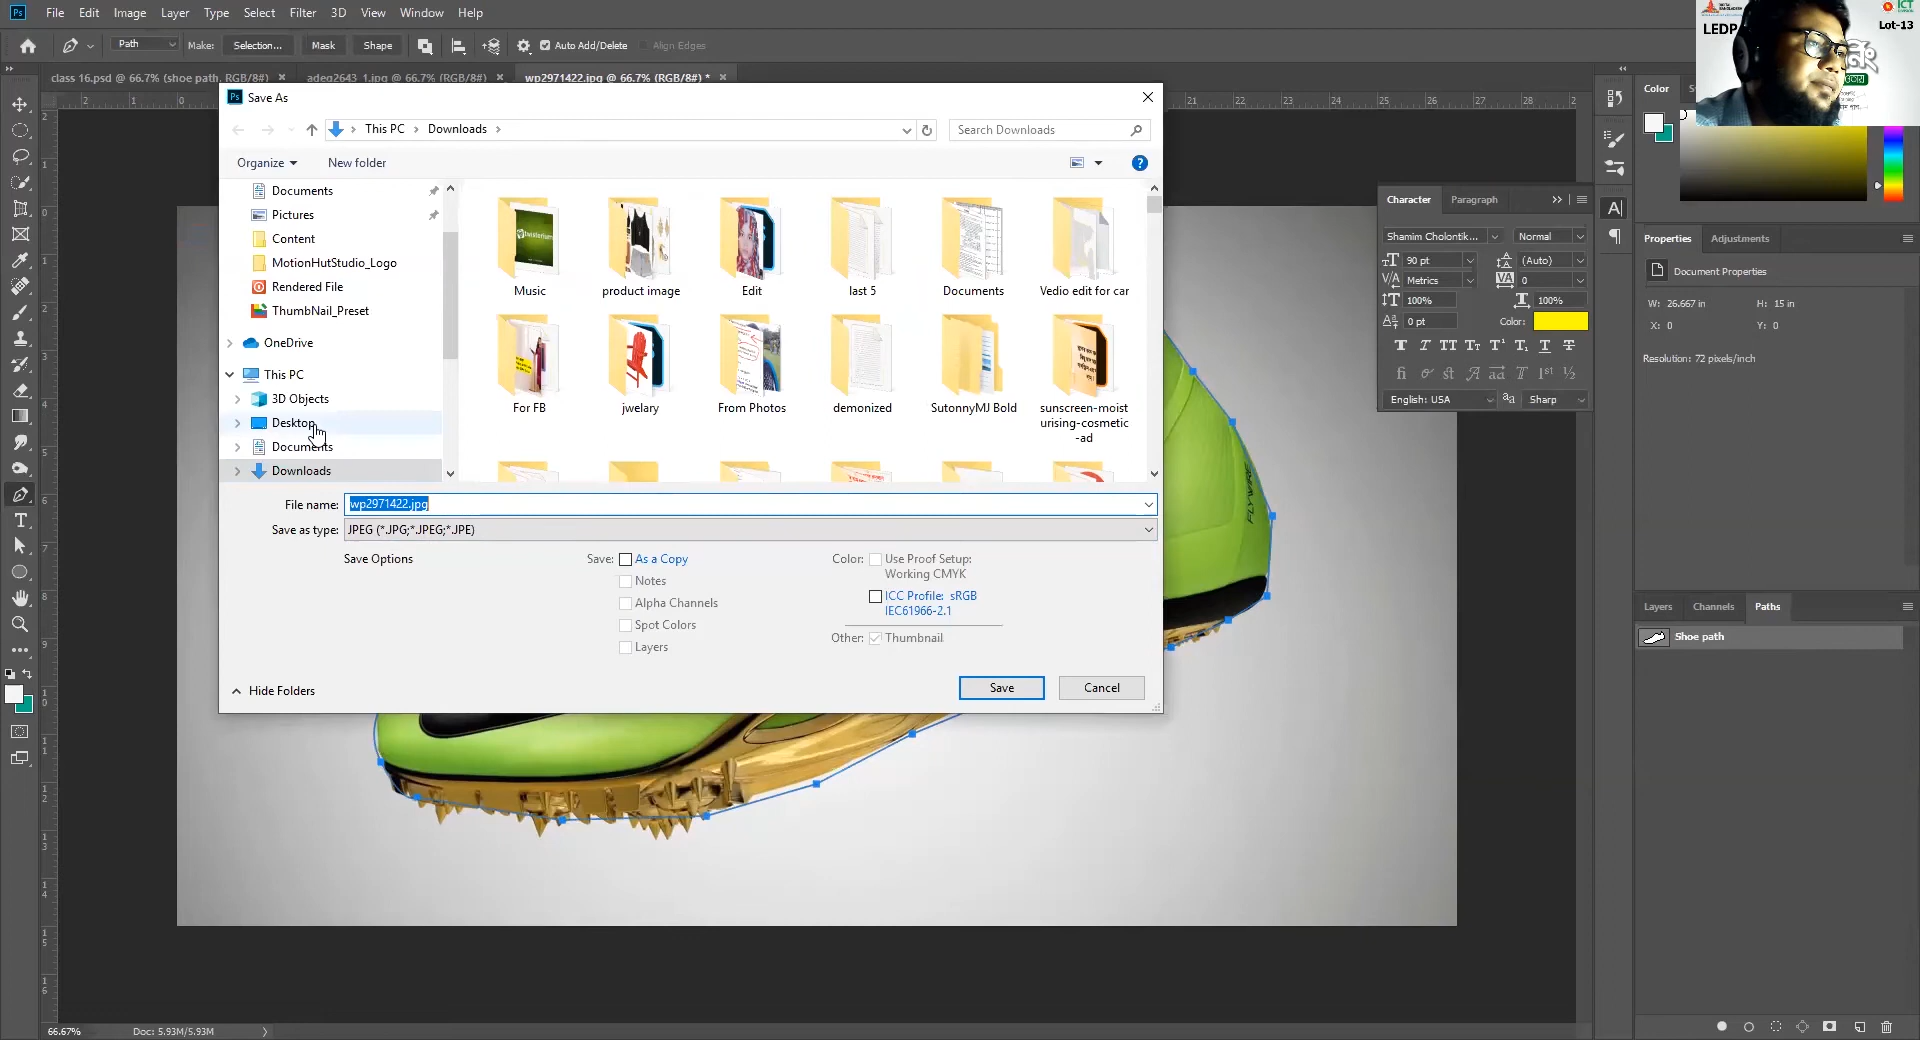 Ps File Edit Image Layer Type Select Filter 3D View Window Help
Path Make: Selection... Mask Shape Auto Add/Delete Align Edges
class 16.psd @ 66.7% (shoe path, RGB/8#) × adeg2643_1.jpg @ 66.7% (RGB/8#) × wp2971422.jpg @ 66.7% (RGB/8#) * ×
LEDP
ICT
Lot-13
Ps Save As
This PC > Downloads >
Search Downloads
Organize
New folder
Documents
Pictures
Content
MotionHutStudio_Logo
Rendered File
ThumbNail_Preset
OneDrive
This PC
3D Objects
Desktop
Documents
Downloads
Music
product image
Edit
last 5
Documents
Vedio edit for car
For FB
jwelary
From Photos
demonized
SutonnyMJ Bold
sunscreen-moist
urising-cosmetic
-ad
File name: wp2971422.jpg
Save as type: JPEG (*.JPG;*.JPEG;*.JPE)
Save Options
Save: As a Copy
Notes
Alpha Channels
Spot Colors
Layers
Color: Use Proof Setup:
Working CMYK
ICC Profile: sRGB
IEC61966-2.1
Other: Thumbnail
Hide Folders
Save
Cancel
FLYWIRE
Color
Character Paragraph
Shamim Cholontik... Normal
90 pt (Auto)
Metrics 0
100% 100%
0 pt Color:
English: USA Sharp
Properties Adjustments
Document Properties
W: 26.667 in H: 15 in
X: 0 Y: 0
Resolution: 72 pixels/inch
Layers Channels Paths
Shoe path
66.67% Doc: 5.93M/5.93M